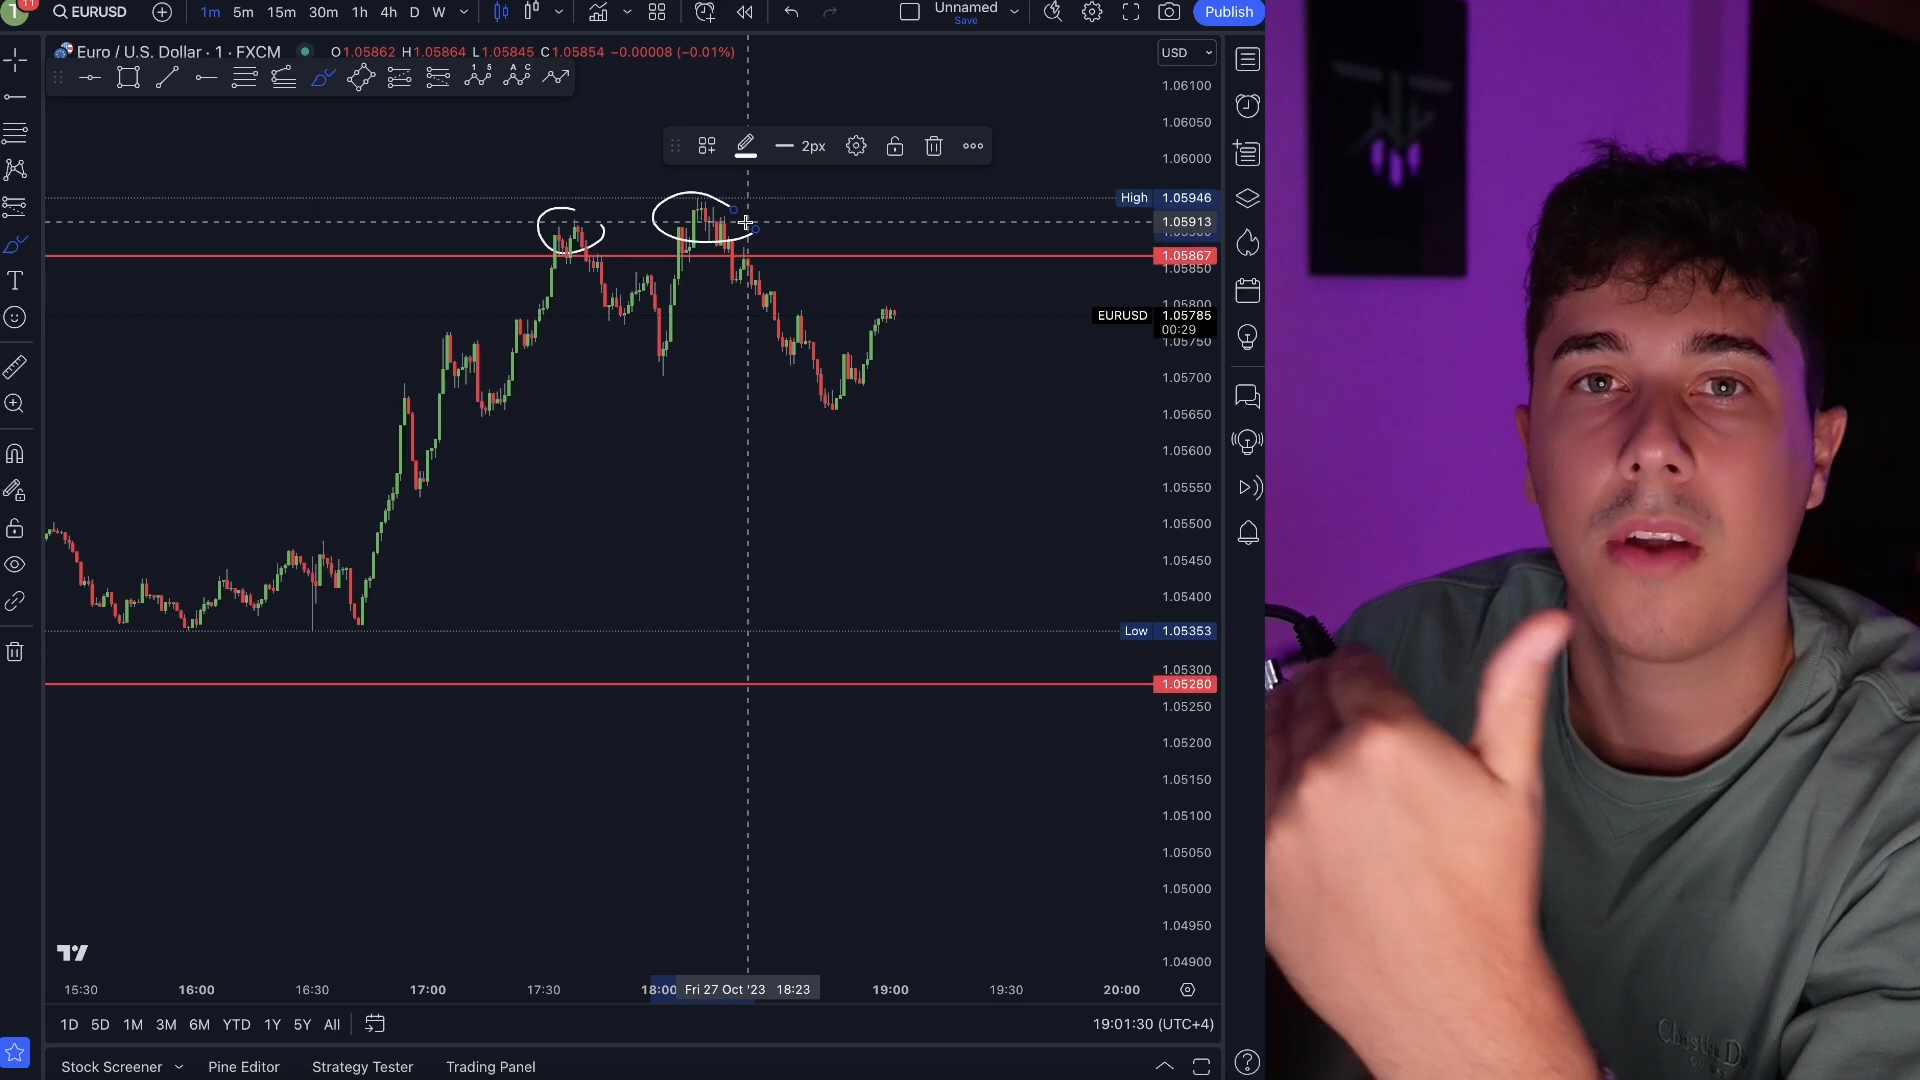 11
EURUSD
1m 5m 15m 30m 1h 4h D W
Unnamed
Save
Publish
Euro / U.S. Dollar · 1 · FXCM
O1.05862 H1.05864 L1.05845 C1.05854 −0.00008 (−0.01%)
USD
1 5
A C
2px
1.06100
1.06050
1.06000
High 1.05946
1.05913
1.05867
1.05850
1.05800
EURUSD 1.05785
00:29
1.05750
1.05700
1.05650
1.05600
1.05550
1.05500
1.05450
1.05400
Low 1.05353
1.05300
1.05280
1.05250
1.05200
1.05150
1.05100
1.05050
1.05000
1.04950
1.04900
15:30 16:00 16:30 17:00 17:30 18:00 Fri 27 Oct '23 18:23 19:00 19:30 20:00
1D 5D 1M 3M 6M YTD 1Y 5Y All
19:01:30 (UTC+4)
Stock Screener Pine Editor Strategy Tester Trading Panel